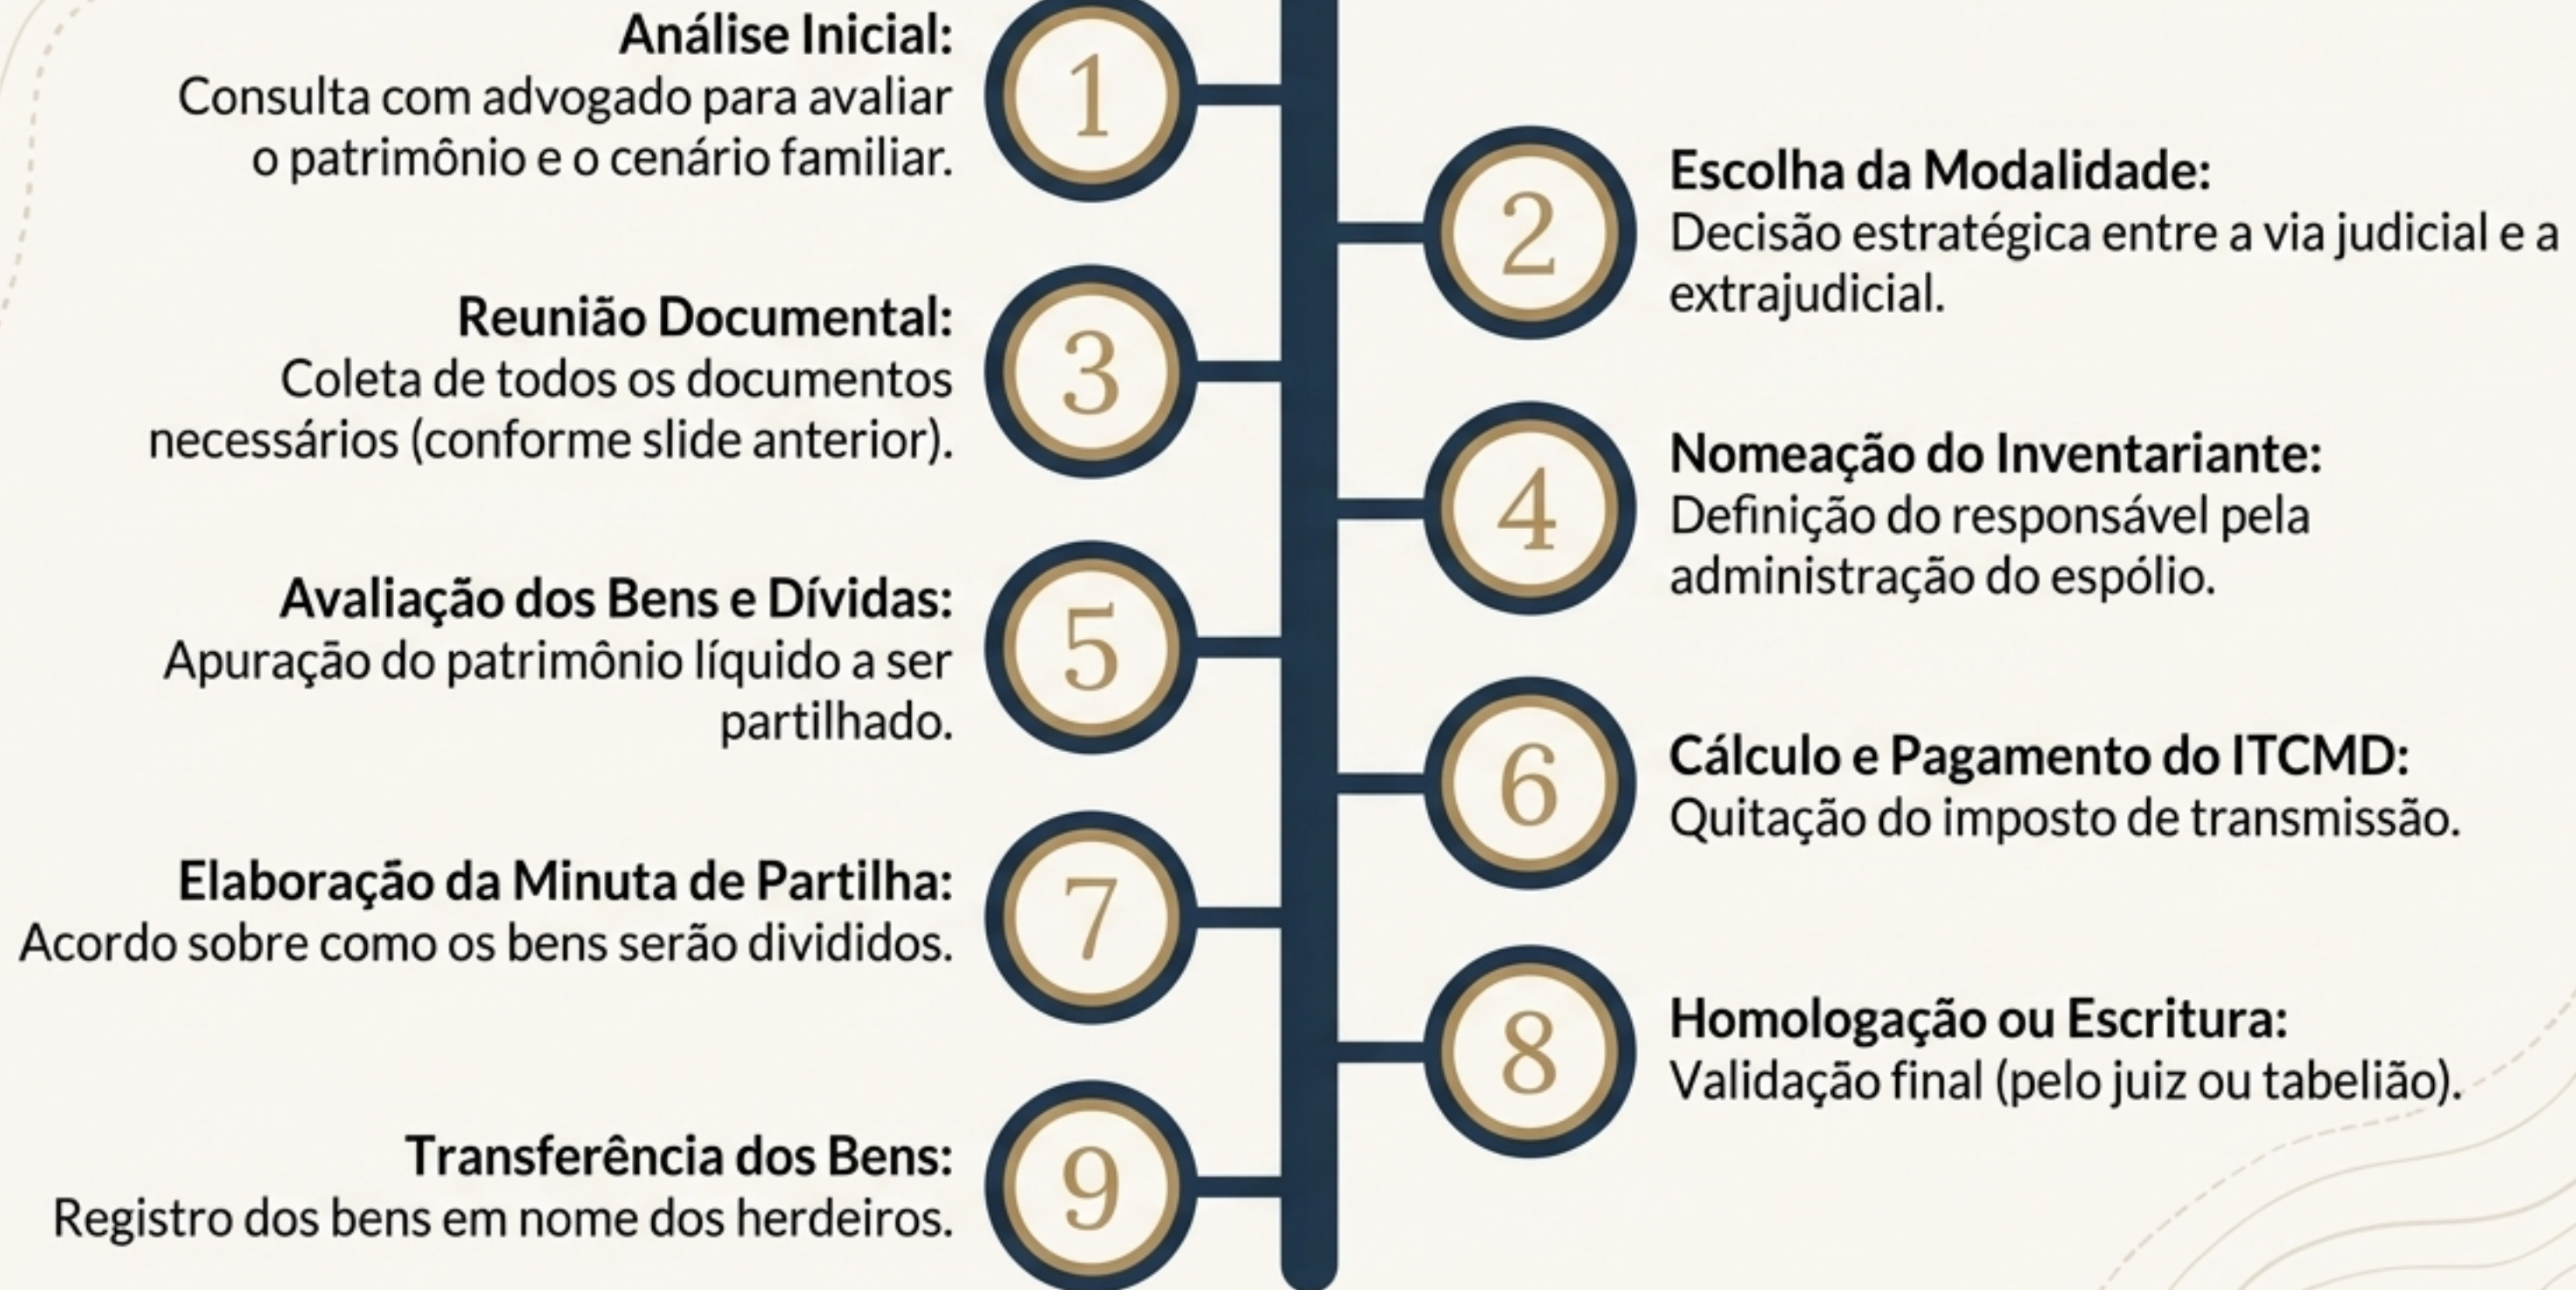 Análise Inicial:
Consulta com advogado para avaliar
o patrimônio e o cenário familiar.
1
2
Escolha da Modalidade:
Decisão estratégica entre a via judicial e a
extrajudicial.
Reunião Documental:
Coleta de todos os documentos
necessários (conforme slide anterior).
3
4
Nomeação do Inventariante:
Definição do responsável pela
administração do espólio.
Avaliação dos Bens e Dívidas:
Apuração do patrimônio líquido a ser
partilhado.
5
6
Cálculo e Pagamento do ITCMD:
Quitação do imposto de transmissão.
Elaboração da Minuta de Partilha:
Acordo sobre como os bens serão divididos.
7
8
Homologação ou Escritura:
Validação final (pelo juiz ou tabelião).
Transferência dos Bens:
Registro dos bens em nome dos herdeiros.
9